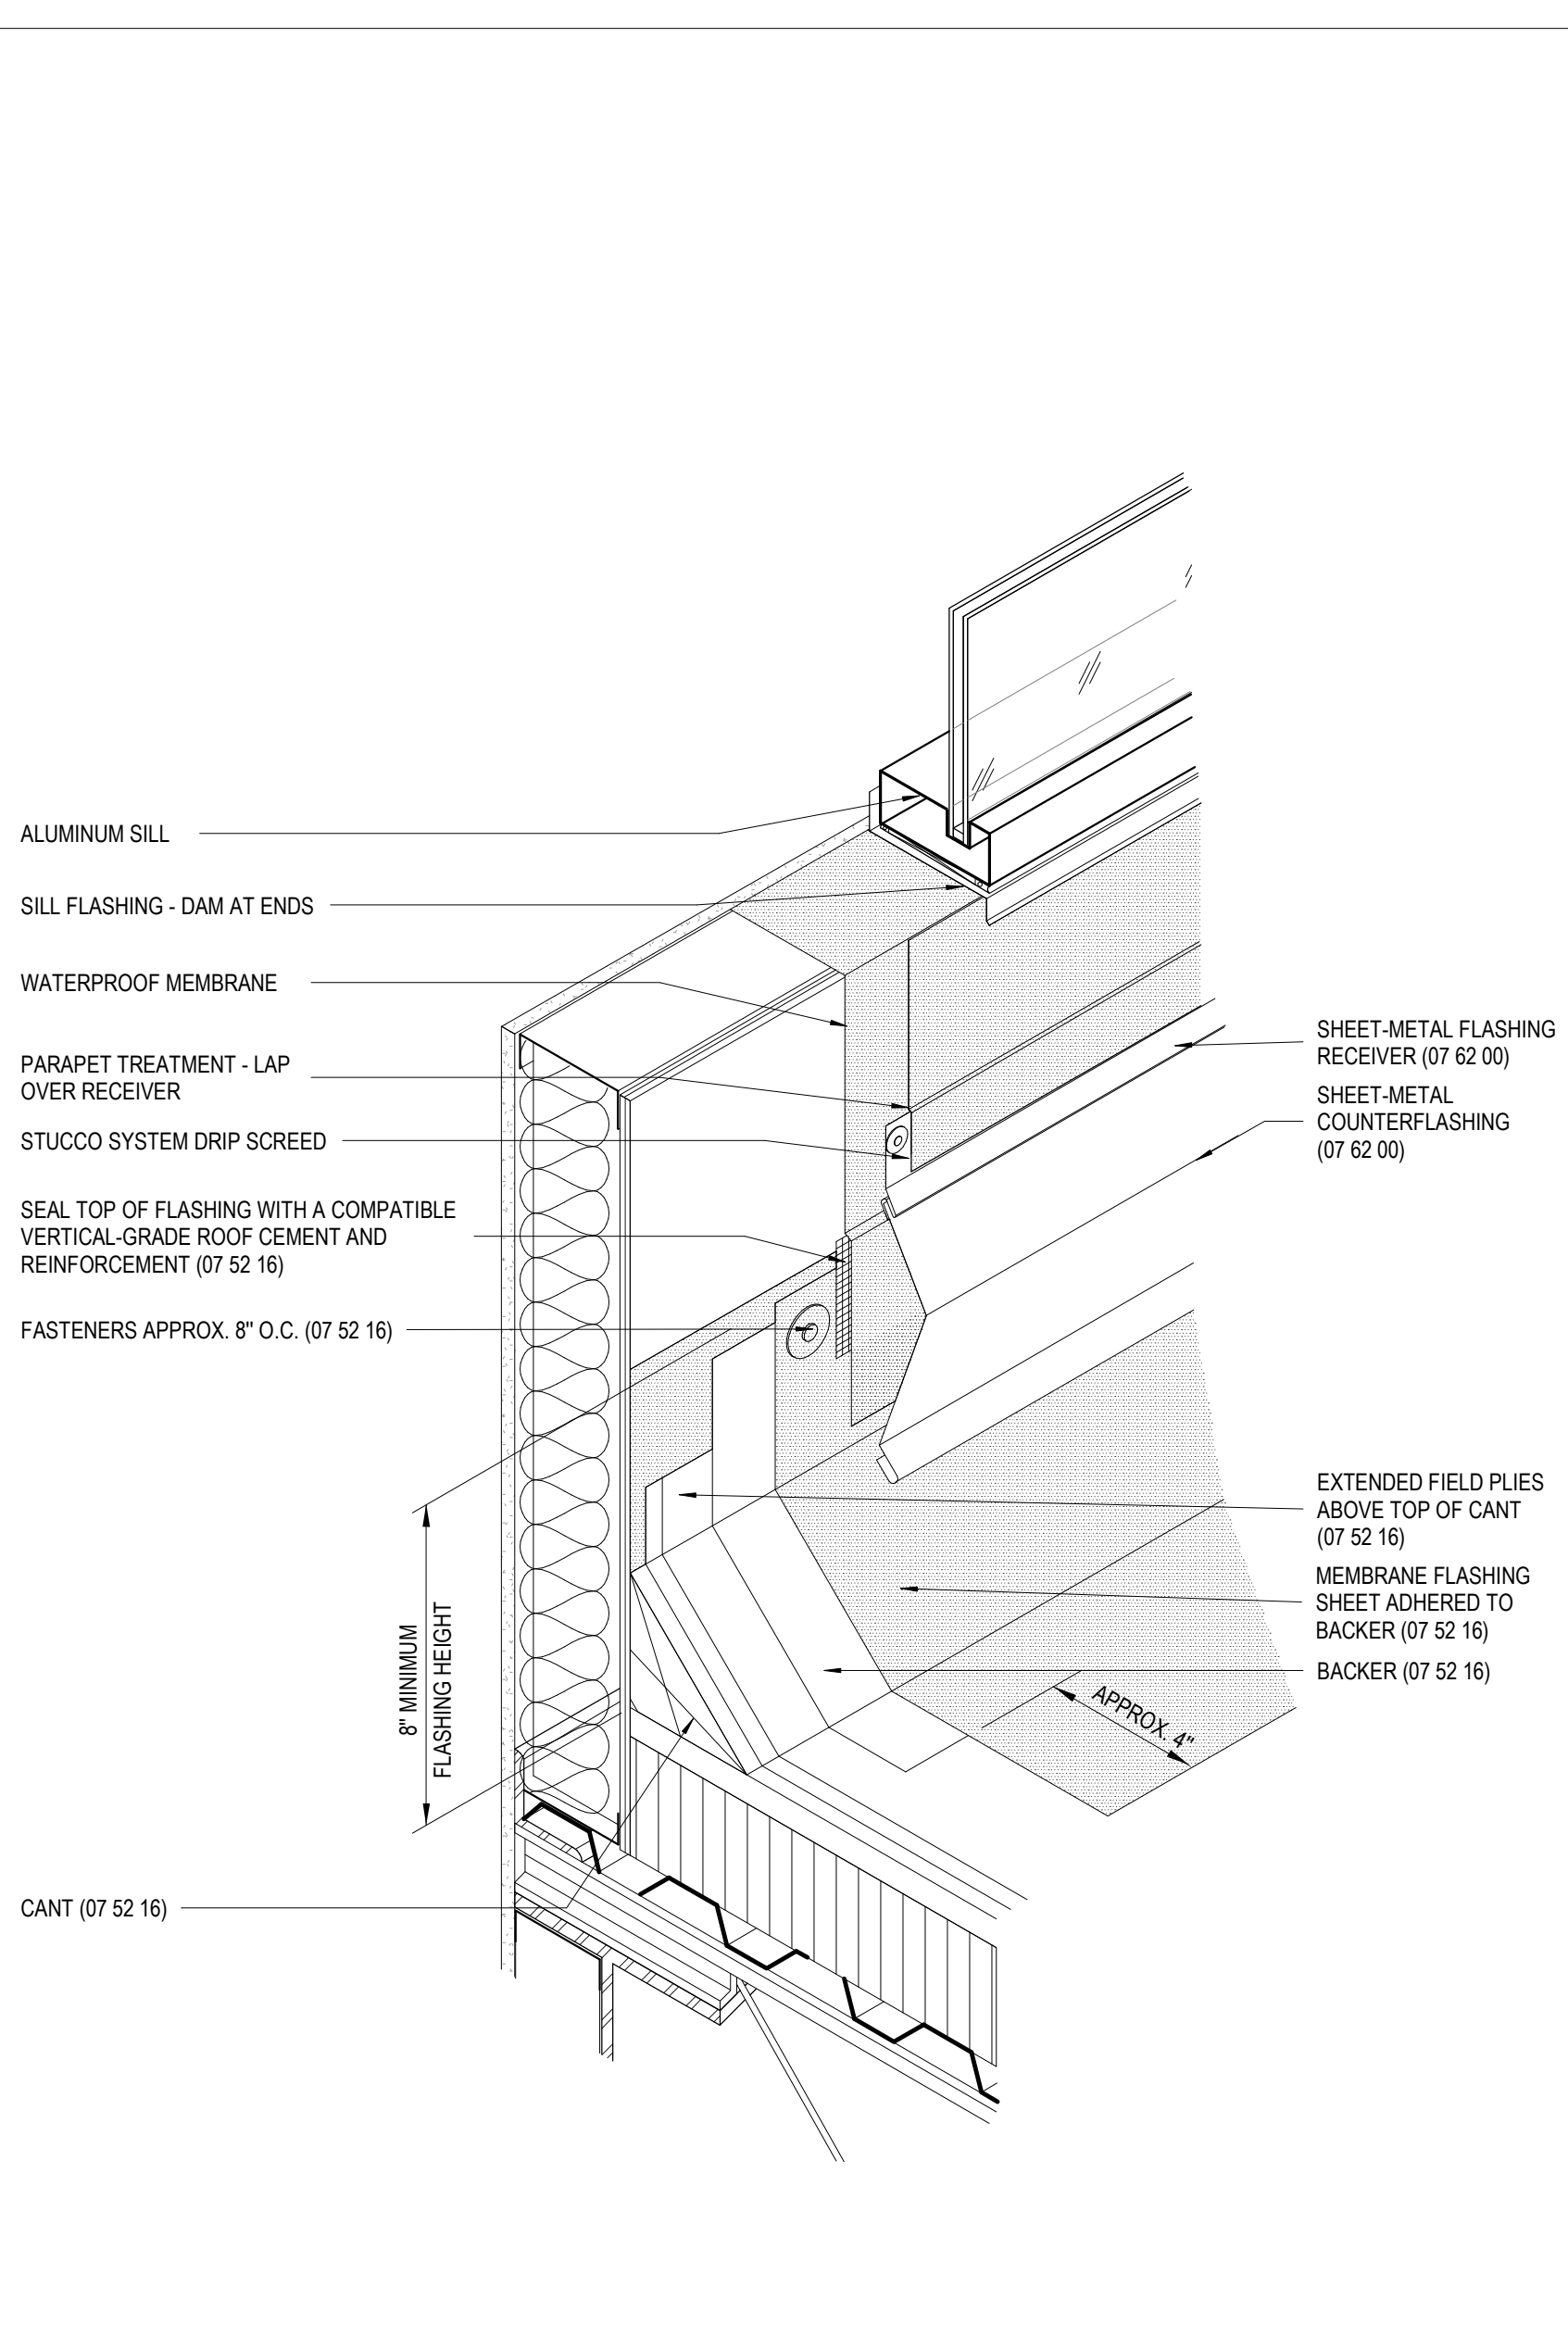 ALUMINUM SILL
SILL FLASHING - DAM AT ENDS
WATERPROOF MEMBRANE
PARAPET TREATMENT - LAP
OVER RECEIVER
STUCCO SYSTEM DRIP SCREED
SEAL TOP OF FLASHING WITH A COMPATIBLE
VERTICAL-GRADE ROOF CEMENT AND
REINFORCEMENT (07 52 16)
FASTENERS APPROX. 8" O.C. (07 52 16)
8" MINIMUM
FLASHING HEIGHT
CANT (07 52 16)
SHEET-METAL FLASHING
RECEIVER (07 62 00)
SHEET-METAL
COUNTERFLASHING
(07 62 00)
EXTENDED FIELD PLIES
ABOVE TOP OF CANT
(07 52 16)
MEMBRANE FLASHING
SHEET ADHERED TO
BACKER (07 52 16)
BACKER (07 52 16)
APPROX. 4"